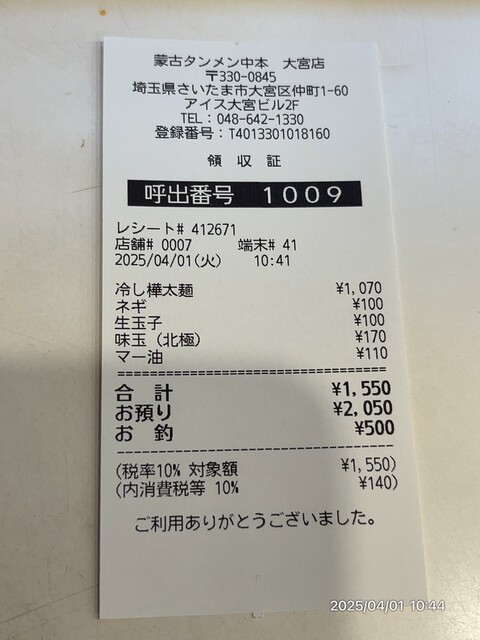 蒙古タンメン中本　大宮店
〒330-0845
埼玉県さいたま市大宮区仲町1-60
アイス大宮ビル2F
TEL：048-642-1330
登録番号：T4013301018160
領　収　証
呼出番号　１００９
レシート# 412671
店舗# 0007　端末# 41
2025/04/01(火)　10:41
冷し樺太麺　¥1,070
ネギ　¥100
生玉子　¥100
味玉（北極）　¥170
マー油　¥110
====================================
合　計　¥1,550
お預り　¥2,050
お　釣　¥500
------------------------------------
(税率10% 対象額　¥1,550)
(内消費税等 10%　¥140)
ご利用ありがとうございました。
2025/04/01 10:44